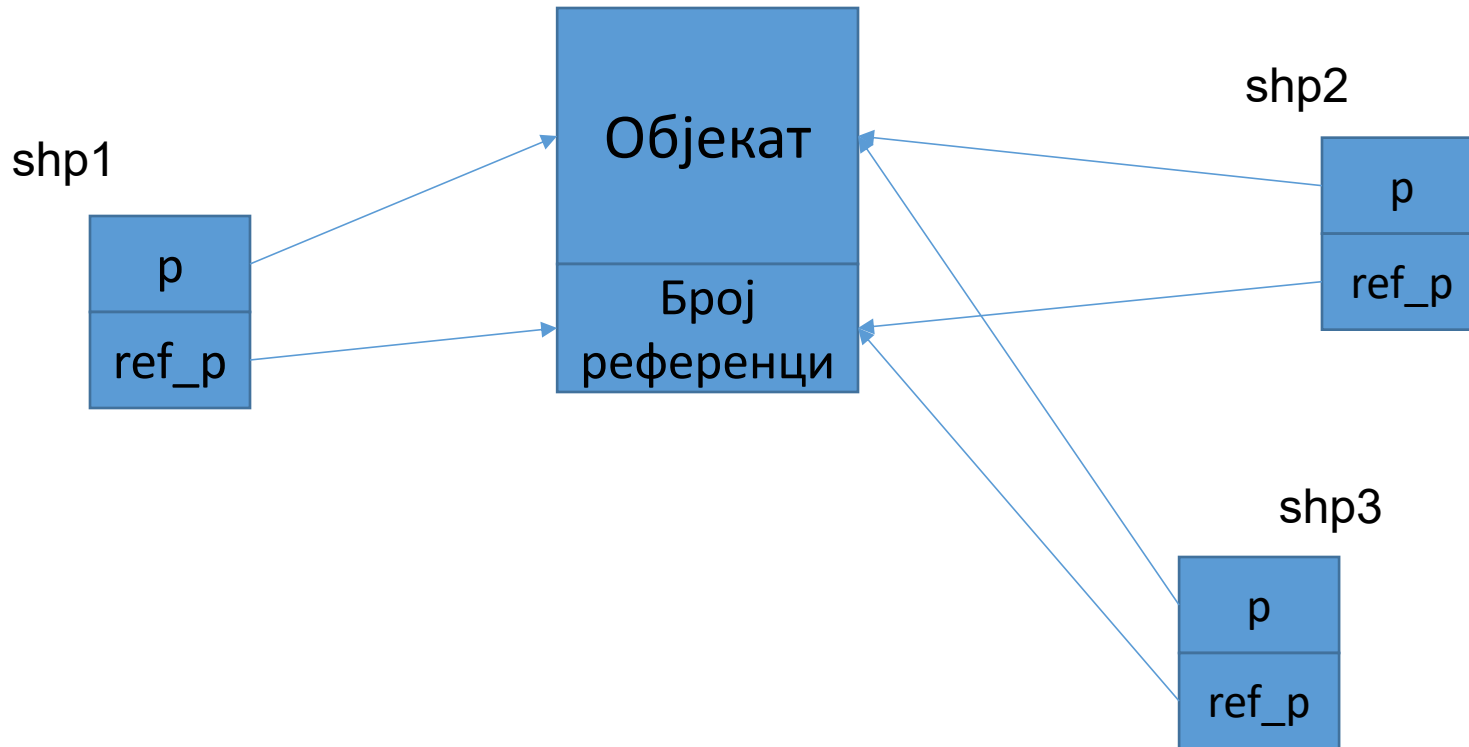 shp1
p
ref_p
Објекат
Број
референци
shp2
p
ref_p
shp3
p
ref_p